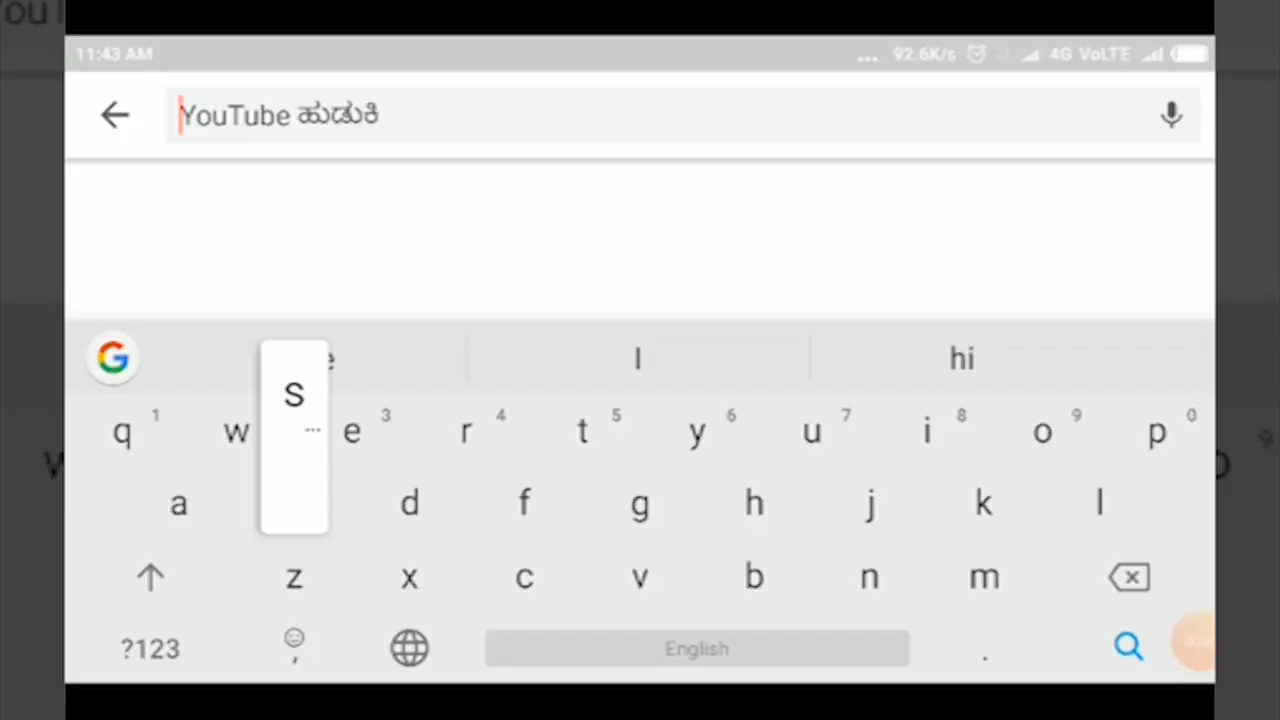 11:43 AM ... 92.6K/s 4G VoLTE
YouTube ಹುಡುಕಿ
I hi
S
q 1 w e 3 r 4 t 5 y 6 u 7 i 8 o 9 p 0
a d f g h j k l
z x c v b n m
?123 , English .